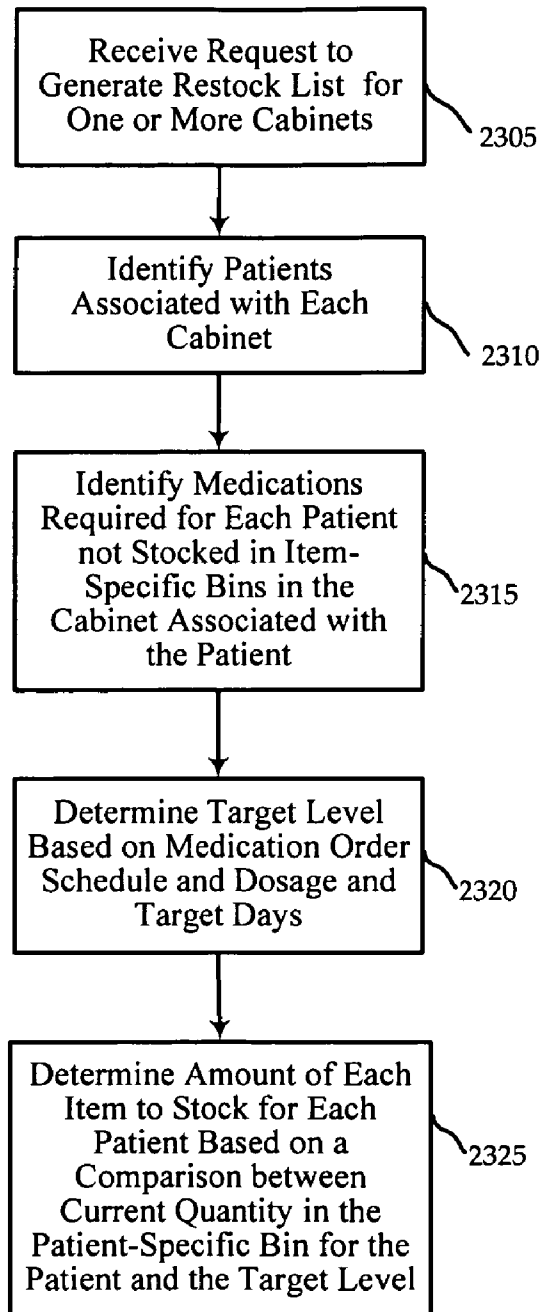 Receive Request to
Generate Restock List for
One or More Cabinets
2305
Identify Patients
Associated with Each
Cabinet
2310
Identify Medications
Required for Each Patient
not Stocked in Item-
Specific Bins in the
Cabinet Associated with
the Patient
2315
Determine Target Level
Based on Medication Order
Schedule and Dosage and
Target Days
2320
Determine Amount of Each
Item to Stock for Each
Patient Based on a
Comparison between
Current Quantity in the
Patient-Specific Bin for the
Patient and the Target Level
2325